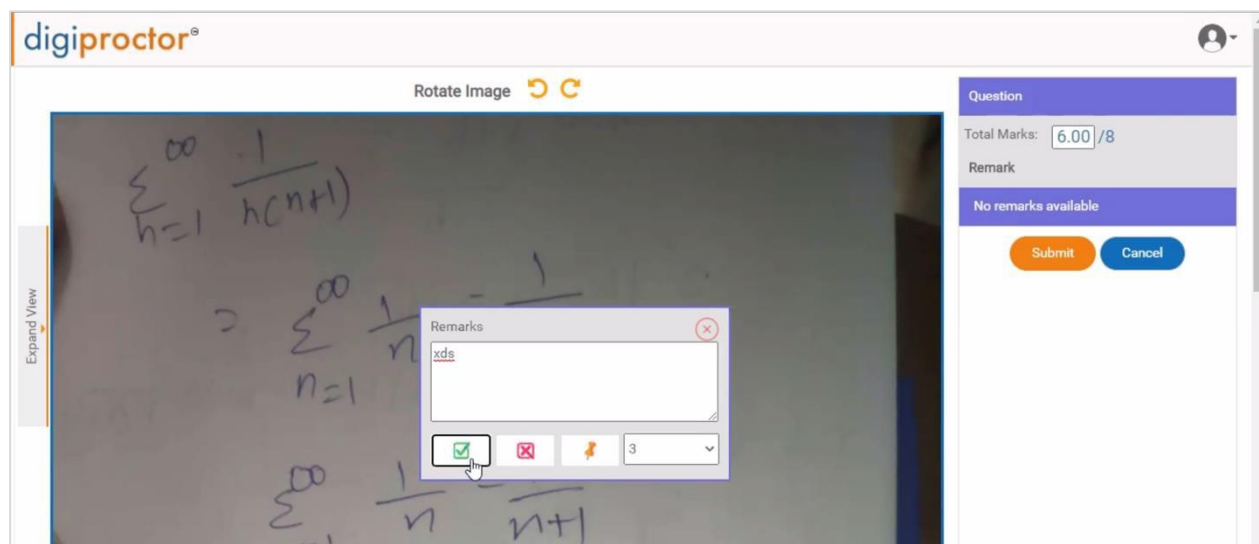 digiproctor®
Rotate Image
Question
Total Marks: 6.00 /8
Remark
No remarks available
Submit Cancel
Expand View
∞ 1
Σ n(n+1)
n=1
= ∞ 1 - 1
Σ n
n=1
Remarks
xds
3
∞ 1 - 
Σ n n+1